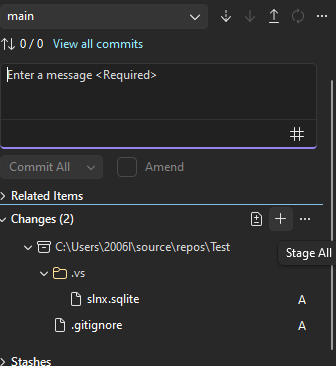 main
0 / 0 View all commits
Enter a message <Required>
Commit All Amend
Related Items
Changes (2)
C:\Users\2006l\source\repos\Test
Stage All
.vs
slnx.sqlite A
.gitignore A
Stashes